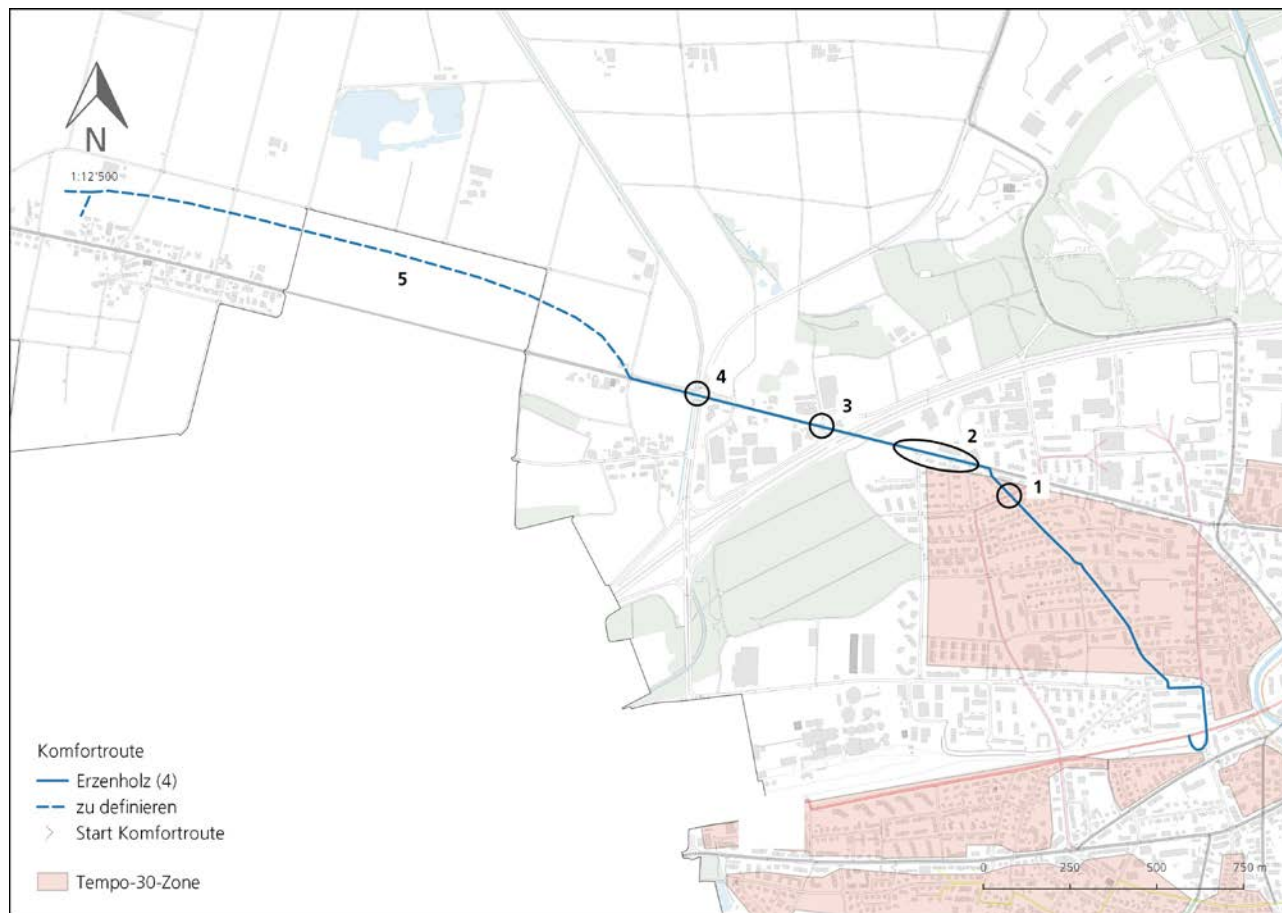 N
1:12'500
5
4
3
2
1
Komfortroute
Erzenholz (4)
zu definieren
Start Komfortroute
Tempo-30-Zone
0 250 500 750 m